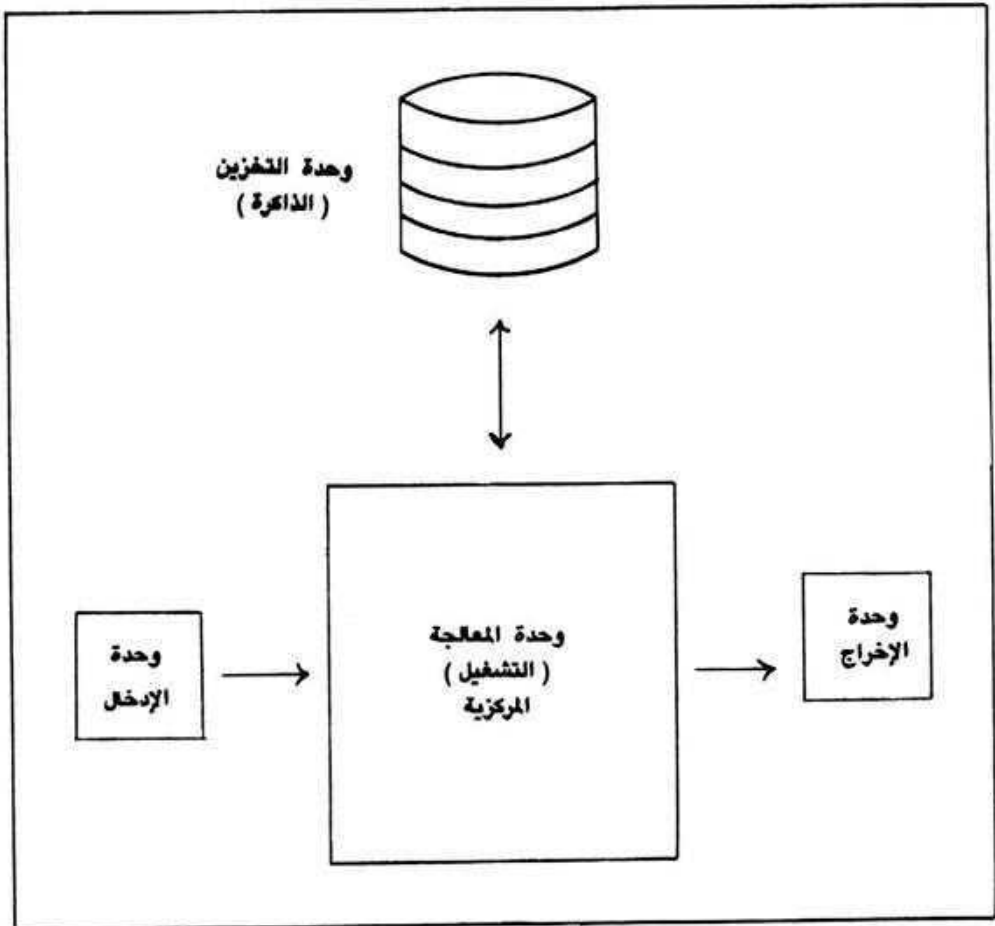 وحدة التخزين
( الذاكرة )
وحدة
الإخراج
وحدة المعالجة
( التشغيل )
المركزية
وحدة
الإدخال